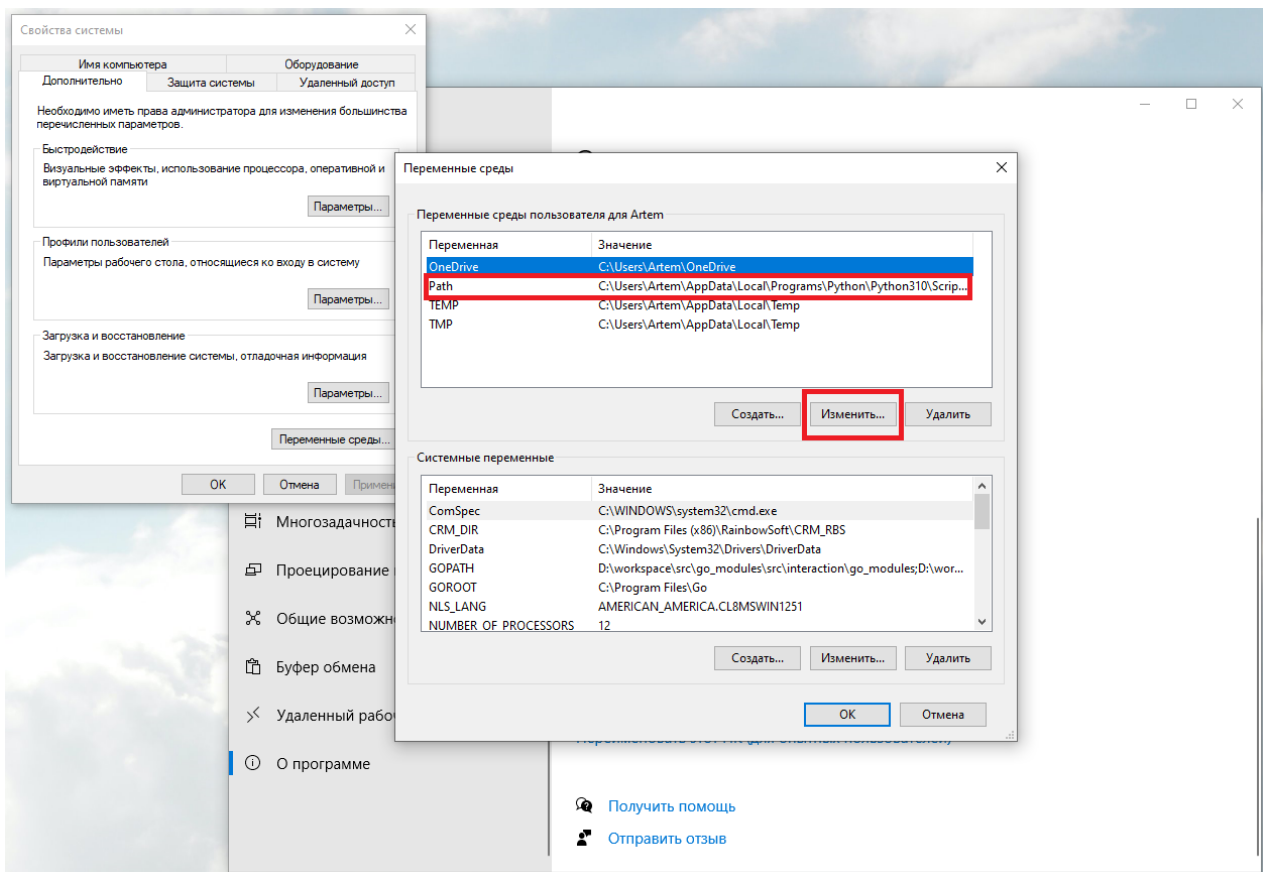 Свойства системы
Имя компьютера
Оборудование
Дополнительно
Защита системы
Удаленный доступ
Необходимо иметь права администратора для изменения большинства
перечисленных параметров.
Быстродействие
Визуальные эффекты, использование процессора, оперативной и
виртуальной памяти
Параметры...
Профили пользователей
Параметры рабочего стола, относящиеся ко входу в систему
Параметры...
Загрузка и восстановление
Загрузка и восстановление системы, отладочная информация
Параметры...
Переменные среды...
ОК
Отмена
Примен
Переменные среды
Переменные среды пользователя для Artem
Переменная Значение
OneDrive C:\Users\Artem\OneDrive
Path C:\Users\Artem\AppData\Local\Programs\Python\Python310\Scrip...
TEMP C:\Users\Artem\AppData\Local\Temp
TMP C:\Users\Artem\AppData\Local\Temp
Создать... Изменить... Удалить
Системные переменные
Переменная Значение
ComSpec C:\WINDOWS\system32\cmd.exe
CRM_DIR C:\Program Files (x86)\RainbowSoft\CRM_RBS
DriverData C:\Windows\System32\Drivers\DriverData
GOPATH D:\workspace\src\go_modules\src\interaction\go_modules;D:\wor...
GOROOT C:\Program Files\Go
NLS_LANG AMERICAN_AMERICA.CL8MSWIN1251
NUMBER_OF_PROCESSORS 12
Создать... Изменить... Удалить
ОК Отмена
Многозадачность
Проецирование
Общие возможн
Буфер обмена
Удаленный рабо
О программе
Получить помощь
Отправить отзыв